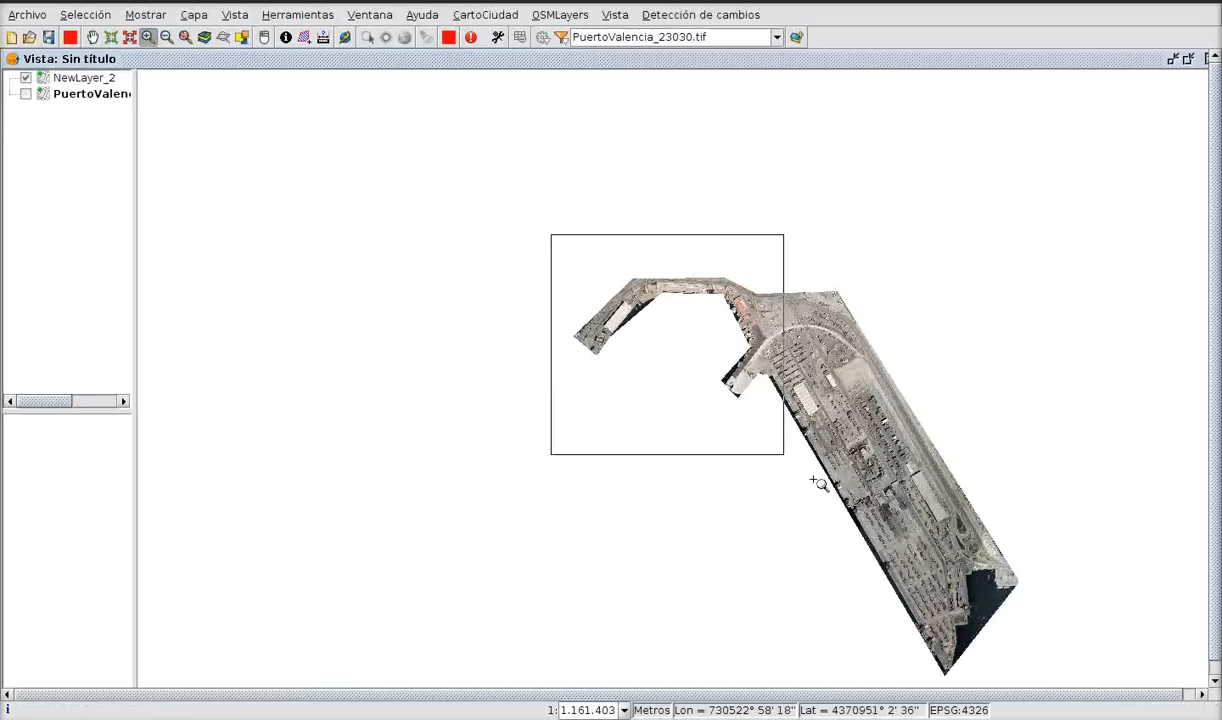 Archivo Selección Mostrar Capa Vista Herramientas Ventana Ayuda CartoCiudad OSMLayers Vista Detección de cambios
PuertoValencia_23030.tif
Vista: Sin título
NewLayer_2
PuertoValen
1: 1.161.403 Metros Lon = 730522° 58' 18'' Lat = 4370951° 2' 36'' EPSG:4326